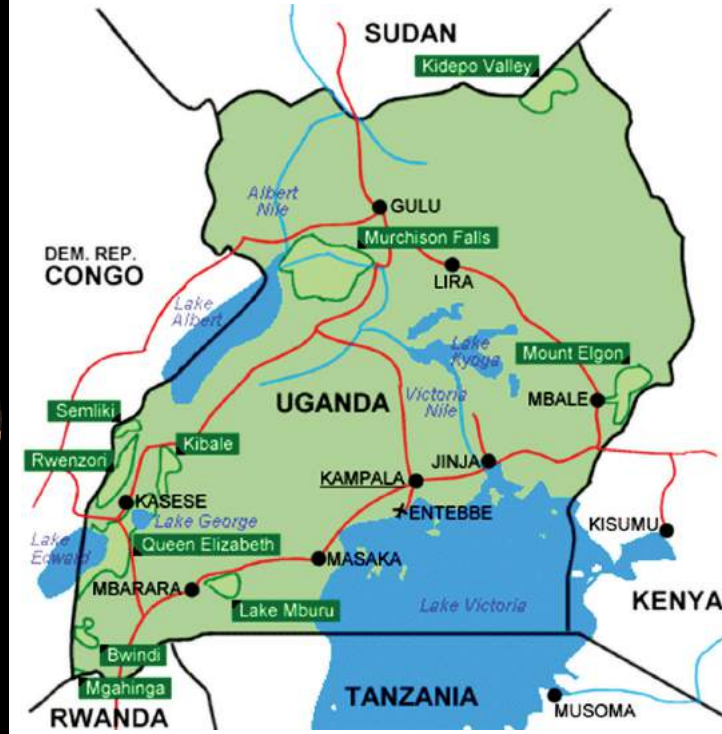 SUDAN
Kidepo Valley
Albert
Nile
GULU
Murchison Falls
DEM. REP.
CONGO
LIRA
Lake
Albert
Lake
Kyoga
Mount Elgon
Semliki
UGANDA
Victoria
Nile
MBALE
Rwenzori
Kibale
KAMPALA
JINJA
KASESE
ENTEBBE
Lake George
KISUMU
Lake
Edward
Queen Elizabeth
MASAKA
MBARARA
Lake Mburu
Lake Victoria
KENYA
Bwindi
Mgahinga
TANZANIA
MUSOMA
RWANDA